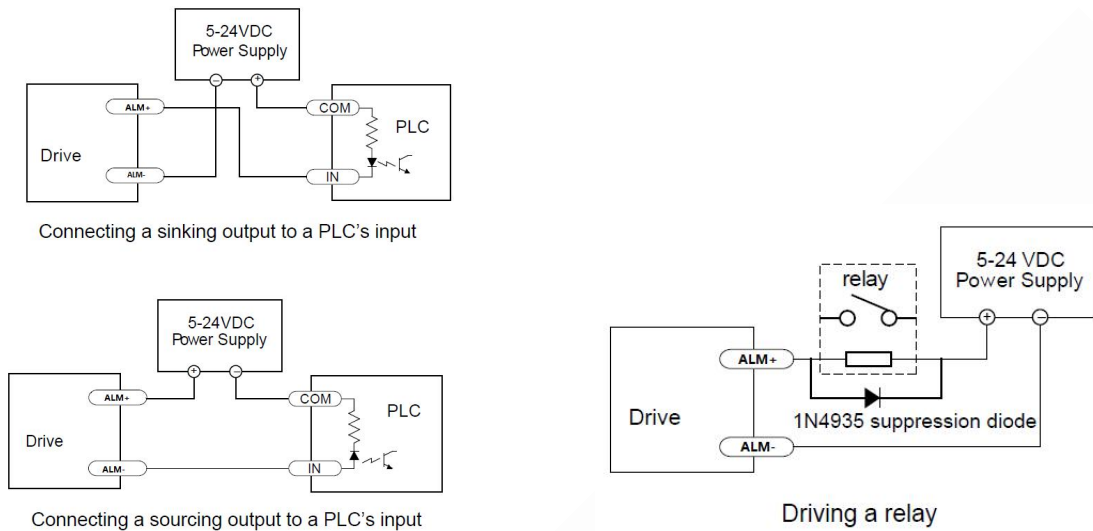 5-24VDC
Power Supply
ALM+
COM
PLC
Drive
ALM-
IN
Connecting a sinking output to a PLC's input
5-24VDC
Power Supply
ALM+
COM
PLC
Drive
ALM-
IN
Connecting a sourcing output to a PLC's input
5-24 VDC
Power Supply
relay
ALM+
1N4935 suppression diode
Drive
ALM-
Driving a relay